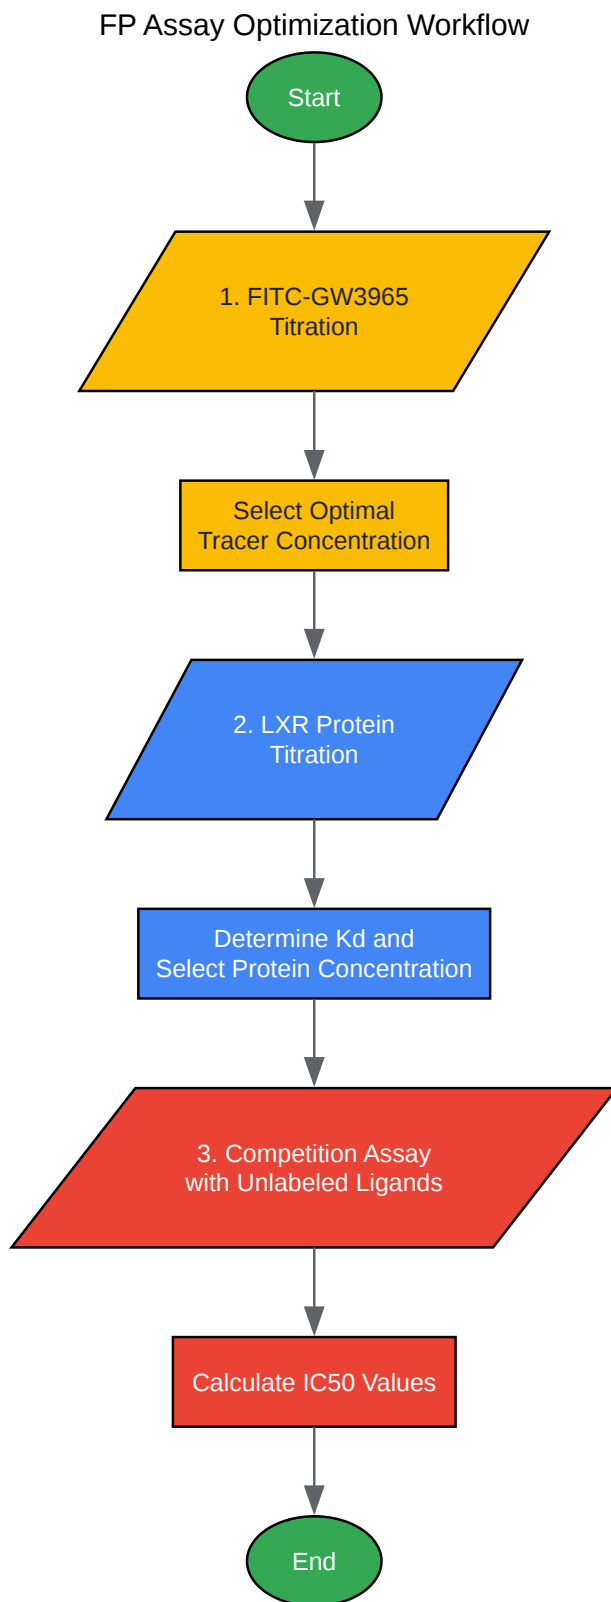 FP Assay Optimization Workflow
Start
1. FITC-GW3965
Titration
Select Optimal
Tracer Concentration
2. LXR Protein
Titration
Determine Kd and
Select Protein Concentration
3. Competition Assay
with Unlabeled Ligands
Calculate IC50 Values
End